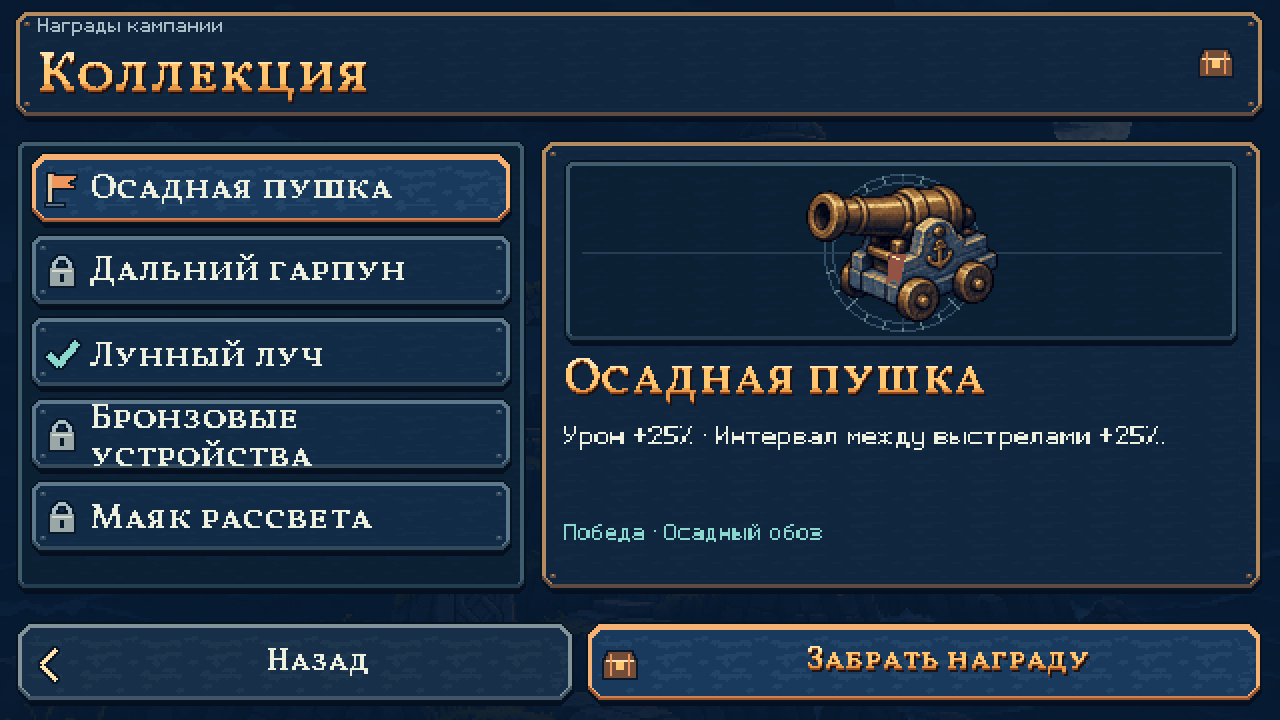 Награды кампании
Коллекция
Осадная пушка
Дальний гарпун
Лунный луч
Бронзовые
устройства
Маяк рассвета
Осадная пушка
Урон +25% · Интервал между выстрелами +25%.
Победа · Осадный обоз
Назад
Забрать награду